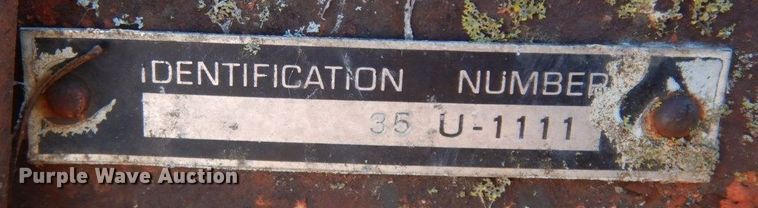 IDENTIFICATION NUMBER
35 U-1111
Purple Wave Auction